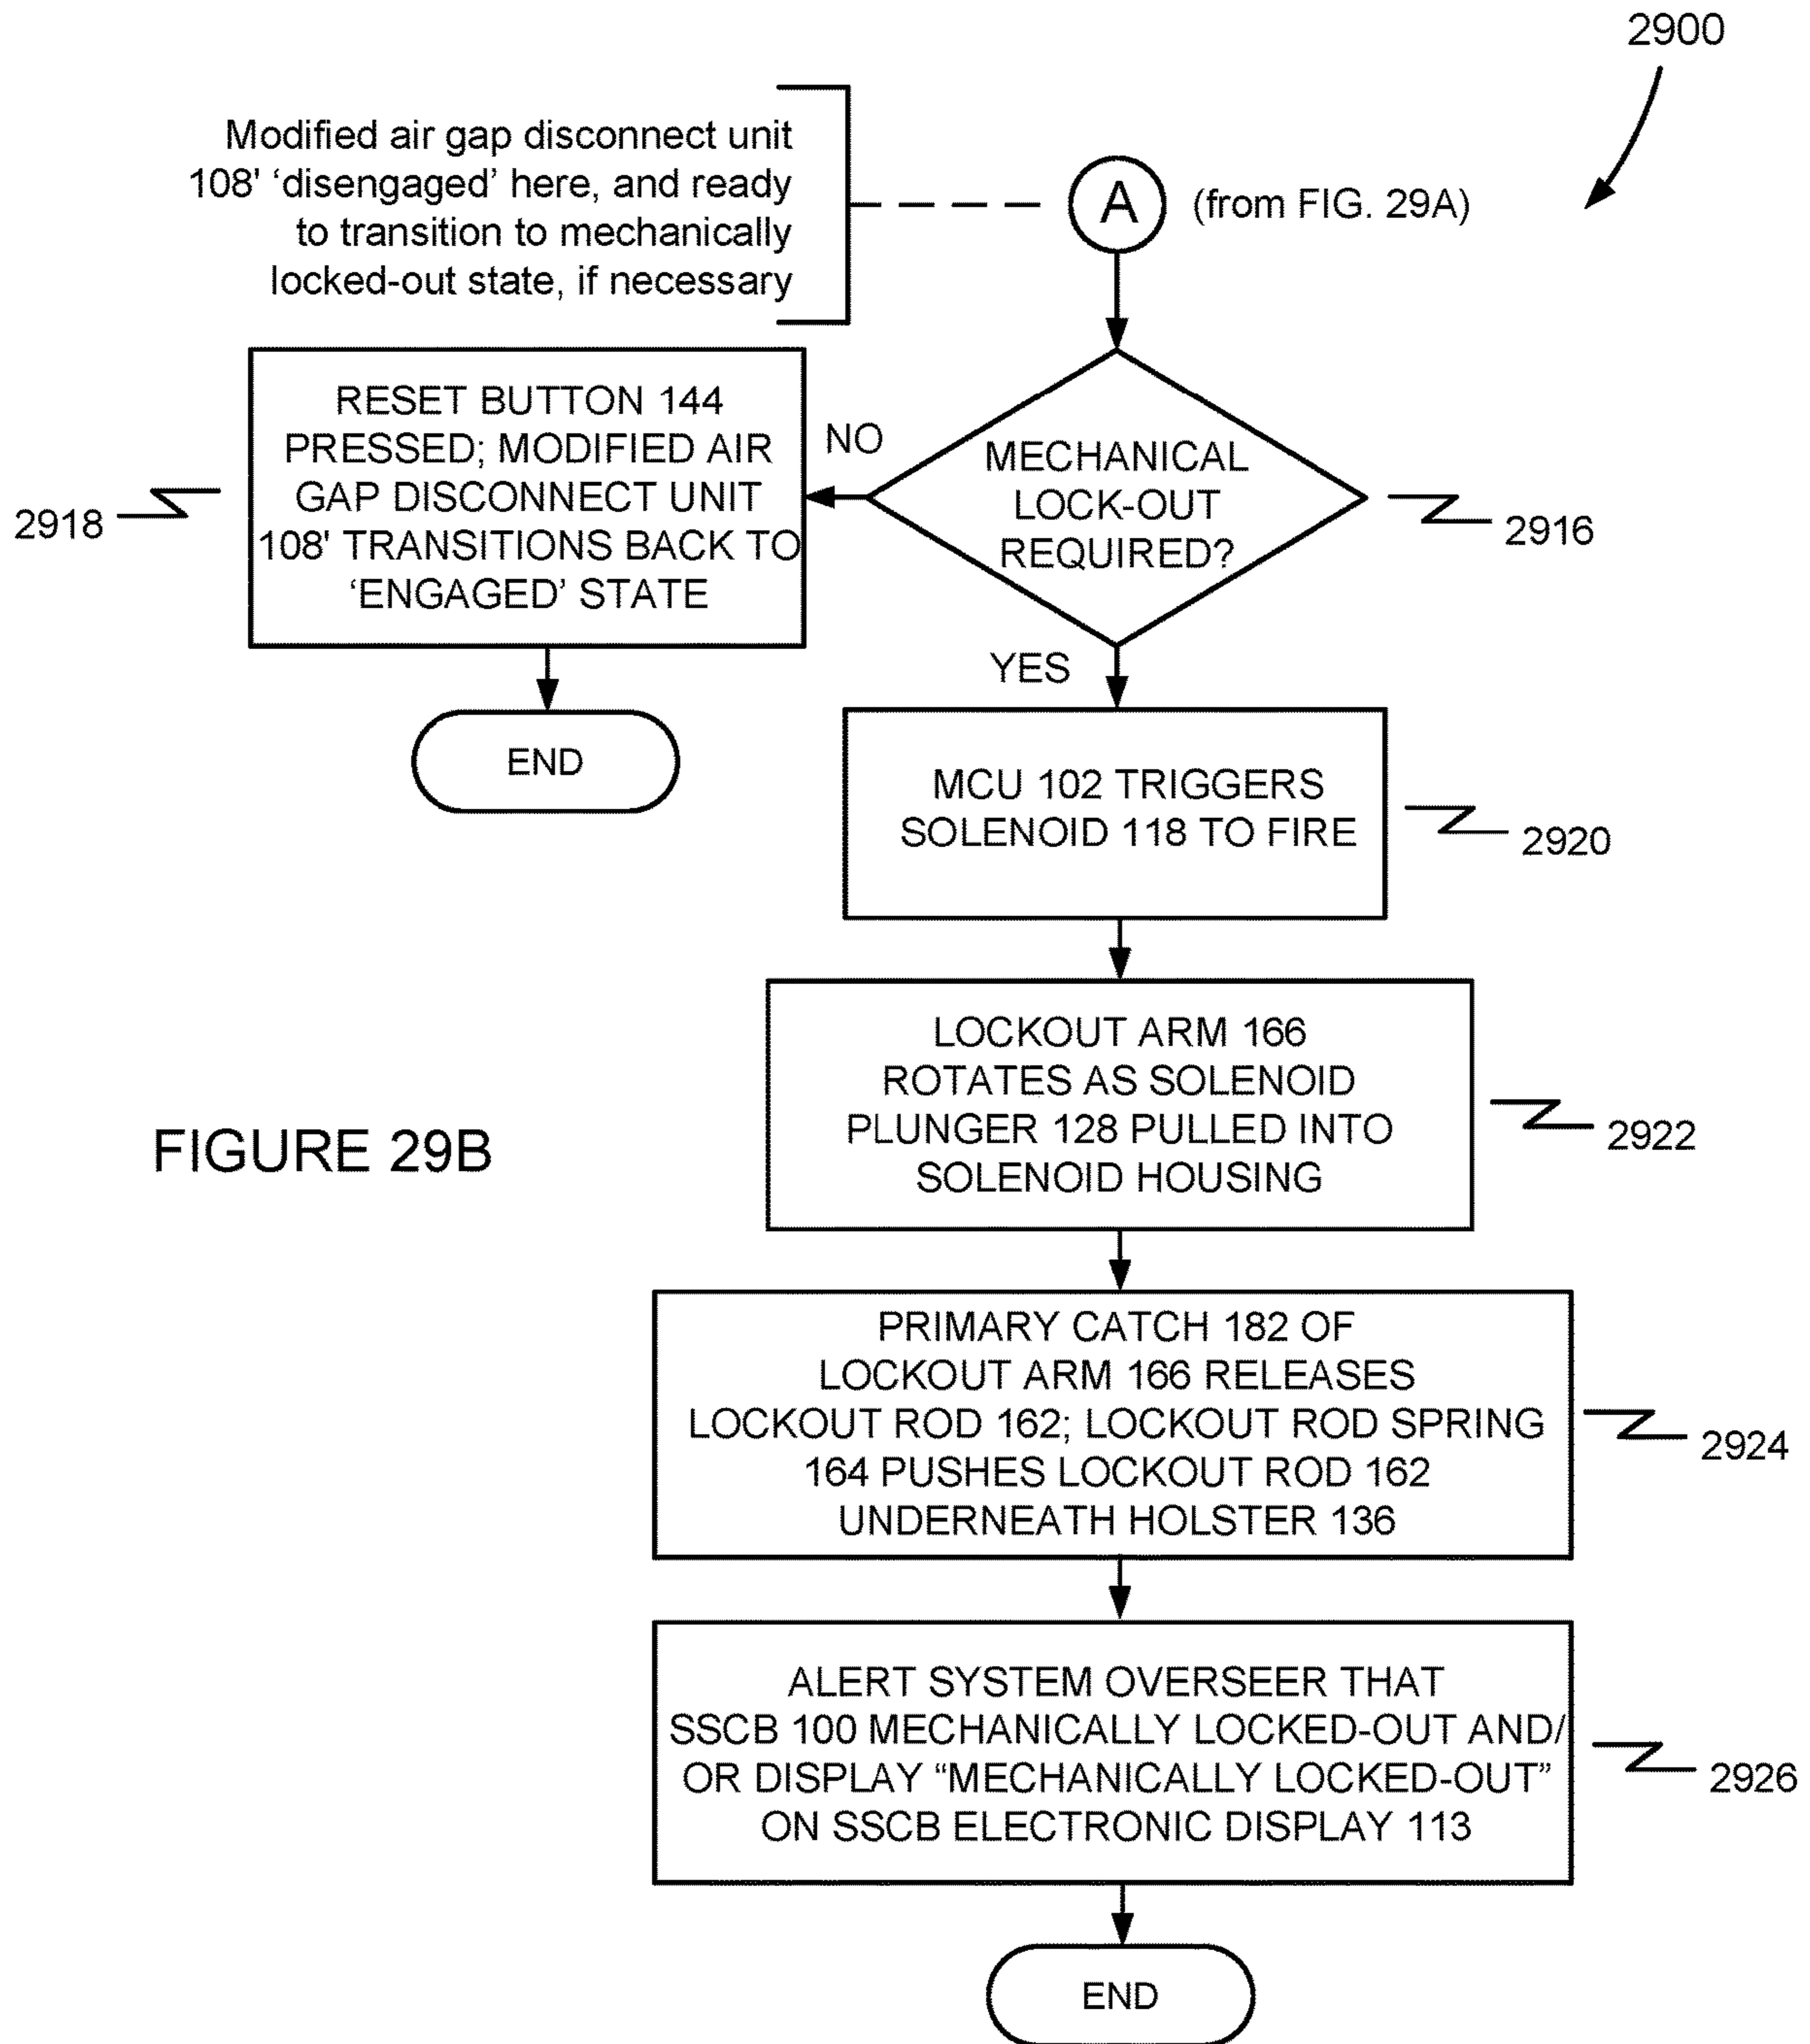 2900
Modified air gap disconnect unit
108' ‘disengaged’ here, and ready
to transition to mechanically
locked-out state, if necessary
A
(from FIG. 29A)
RESET BUTTON 144
PRESSED; MODIFIED AIR
GAP DISCONNECT UNIT
108' TRANSITIONS BACK TO
‘ENGAGED’ STATE
2918
NO
MECHANICAL
LOCK-OUT
REQUIRED?
2916
YES
END
MCU 102 TRIGGERS
SOLENOID 118 TO FIRE
2920
LOCKOUT ARM 166
ROTATES AS SOLENOID
PLUNGER 128 PULLED INTO
SOLENOID HOUSING
2922
FIGURE 29B
PRIMARY CATCH 182 OF
LOCKOUT ARM 166 RELEASES
LOCKOUT ROD 162; LOCKOUT ROD SPRING
164 PUSHES LOCKOUT ROD 162
UNDERNEATH HOLSTER 136
2924
ALERT SYSTEM OVERSEER THAT
SSCB 100 MECHANICALLY LOCKED-OUT AND/
OR DISPLAY “MECHANICALLY LOCKED-OUT”
ON SSCB ELECTRONIC DISPLAY 113
2926
END